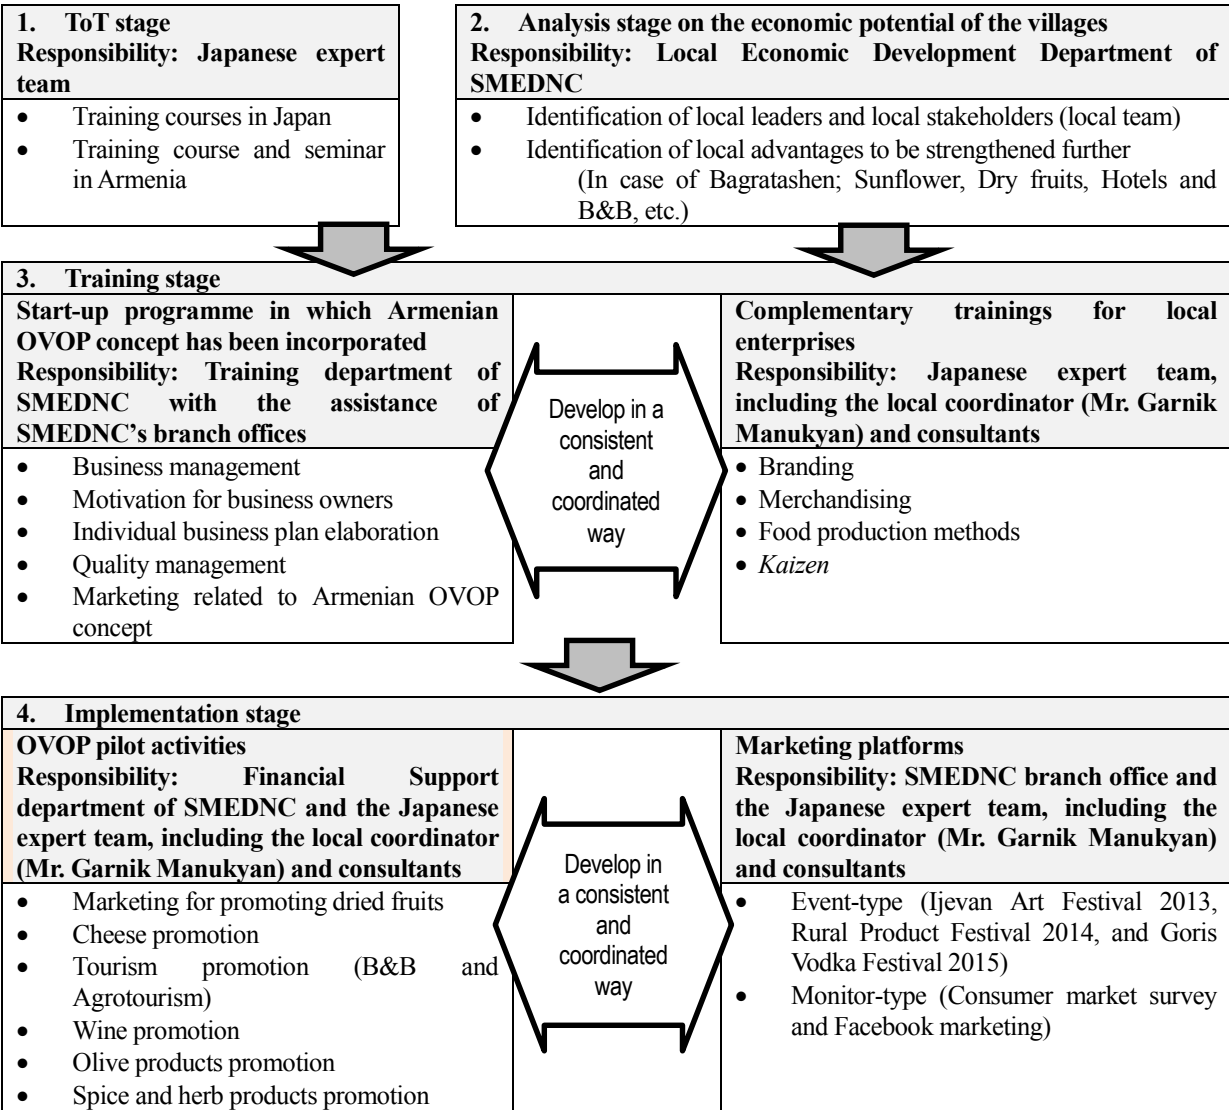 1. ToT stage
Responsibility: Japanese expert
team
• Training courses in Japan
• Training course and seminar
in Armenia
2. Analysis stage on the economic potential of the villages
Responsibility: Local Economic Development Department of
SMEDNC
• Identification of local leaders and local stakeholders (local team)
• Identification of local advantages to be strengthened further
(In case of Bagratashen; Sunflower, Dry fruits, Hotels and
B&B, etc.)
3. Training stage
Start-up programme in which Armenian
OVOP concept has been incorporated
Responsibility: Training department of
SMEDNC with the assistance of
SMEDNC’s branch offices
• Business management
• Motivation for business owners
• Individual business plan elaboration
• Quality management
• Marketing related to Armenian OVOP
concept
Develop in a
consistent
and
coordinated
way
Complementary trainings for local
enterprises
Responsibility: Japanese expert team,
including the local coordinator (Mr. Garnik
Manukyan) and consultants
• Branding
• Merchandising
• Food production methods
• Kaizen
4. Implementation stage
OVOP pilot activities
Responsibility: Financial Support
department of SMEDNC and the Japanese
expert team, including the local coordinator
(Mr. Garnik Manukyan) and consultants
• Marketing for promoting dried fruits
• Cheese promotion
• Tourism promotion (B&B and
Agrotourism)
• Wine promotion
• Olive products promotion
• Spice and herb products promotion
Develop in
a consistent
and
coordinated
way
Marketing platforms
Responsibility: SMEDNC branch office and
the Japanese expert team, including the
local coordinator (Mr. Garnik Manukyan)
and consultants
• Event-type (Ijevan Art Festival 2013,
Rural Product Festival 2014, and Goris
Vodka Festival 2015)
• Monitor-type (Consumer market survey
and Facebook marketing)